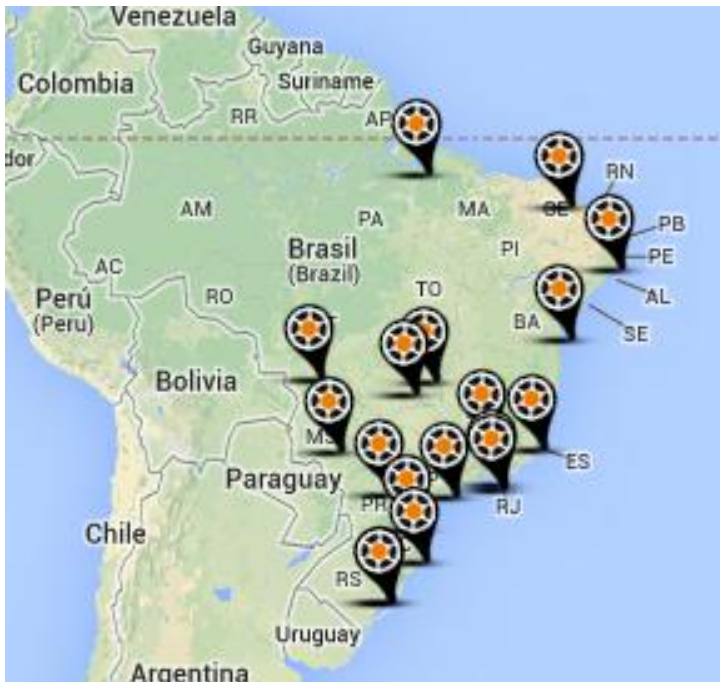 Venezuela
Guyana
Colombia
Suriname
RR
AP
dor
RN
AM
PA
MA
CE
PB
Brasil
(Brazil)
PI
PE
AC
TO
RO
AL
Perú
(Peru)
BA
SE
Bolivia
MS
ES
Paraguay
PR
RJ
Chile
RS
Uruguay
Argentina